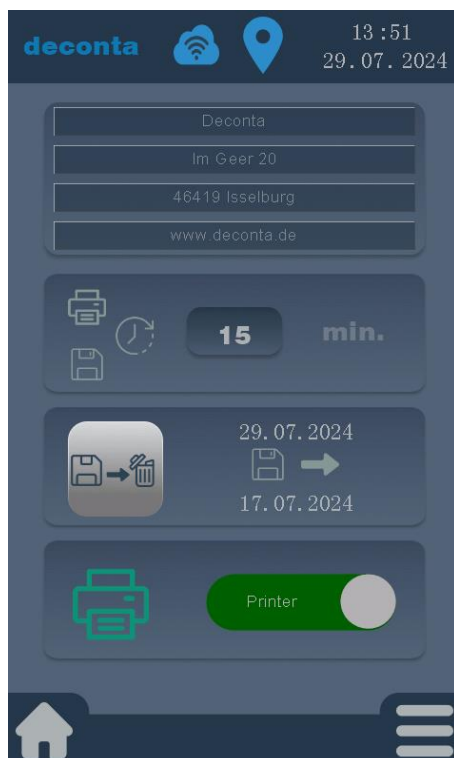 deconta
13:51
29.07.2024
Deconta
Im Geer 20
46419 Isselburg
www.deconta.de
15 min.
29.07.2024
17.07.2024
Printer